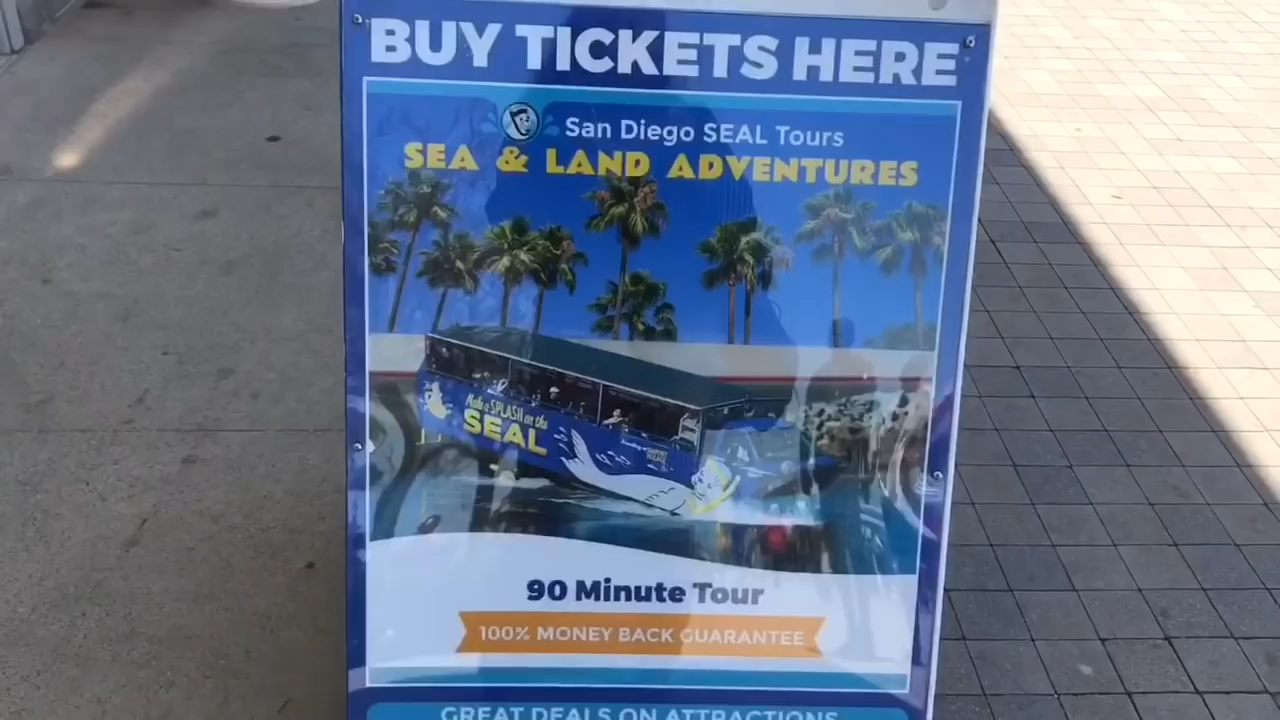 BUY TICKETS HERE
San Diego SEAL Tours
SEA & LAND ADVENTURES
Make a SPLASH on the
SEAL
90 Minute Tour
100% MONEY BACK GUARANTEE
GREAT DEALS ON ATTRACTIONS